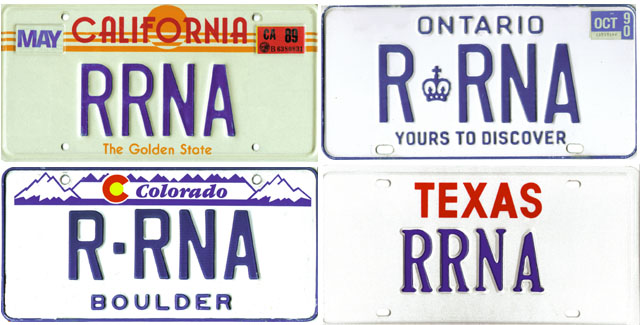 MAY CALIFORNIA CA 89
RRNA
The Golden State
ONTARIO OCT 90
R RNA
YOURS TO DISCOVER
Colorado
R·RNA
BOULDER
TEXAS
RRNA